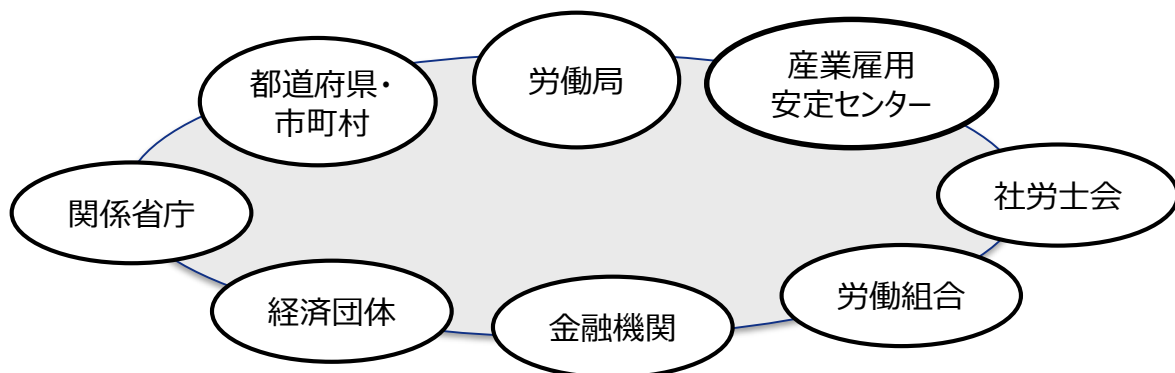 都道府県・
市町村
労働局
産業雇用
安定センター
関係省庁
社労士会
経済団体
金融機関
労働組合